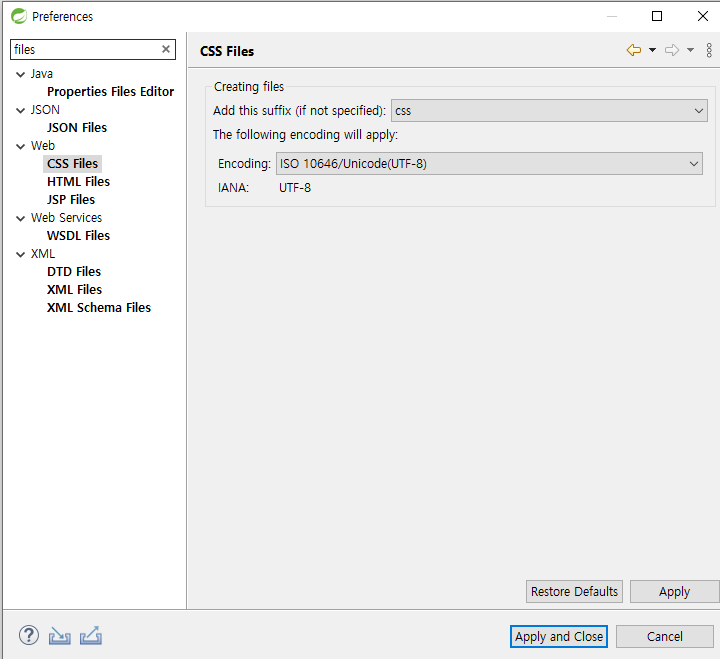 Preferences
files
Java
Properties Files Editor
JSON
JSON Files
Web
CSS Files
HTML Files
JSP Files
Web Services
WSDL Files
XML
DTD Files
XML Files
XML Schema Files
CSS Files
Creating files
Add this suffix (if not specified): css
The following encoding will apply:
Encoding: ISO 10646/Unicode(UTF-8)
IANA: UTF-8
Restore Defaults Apply
Apply and Close Cancel